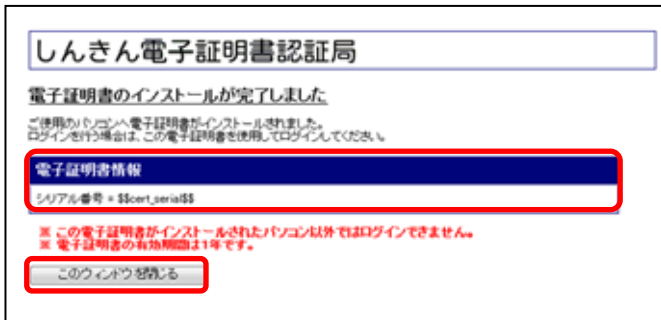 しんきん電子証明書認証局
電子証明書のインストールが完了しました
ご使用のパソコンへ電子証明書がインストールされました。
ログインを行う場合は、この電子証明書を使用してログインしてください。
電子証明書情報
シリアル番号 = $$cert_serial$$
※ この電子証明書がインストールされたパソコン以外ではログインできません。
※ 電子証明書の有効期間は1年です。
このウィンドウを閉じる